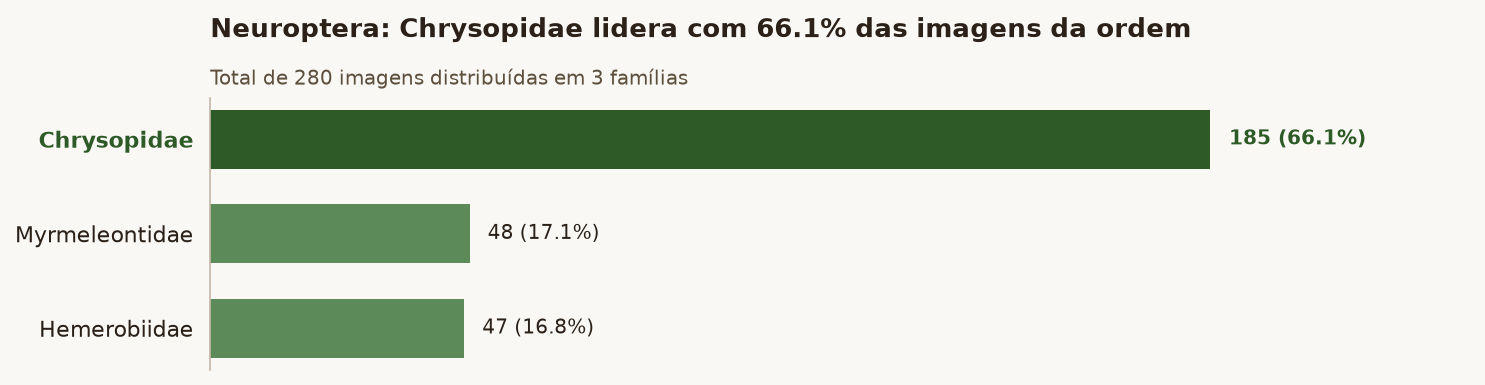 Neuroptera: Chrysopidae lidera com 66.1% das imagens da ordem
Total de 280 imagens distribuídas em 3 famílias
Chrysopidae 185 (66.1%)
Myrmeleontidae 48 (17.1%)
Hemerobiidae 47 (16.8%)